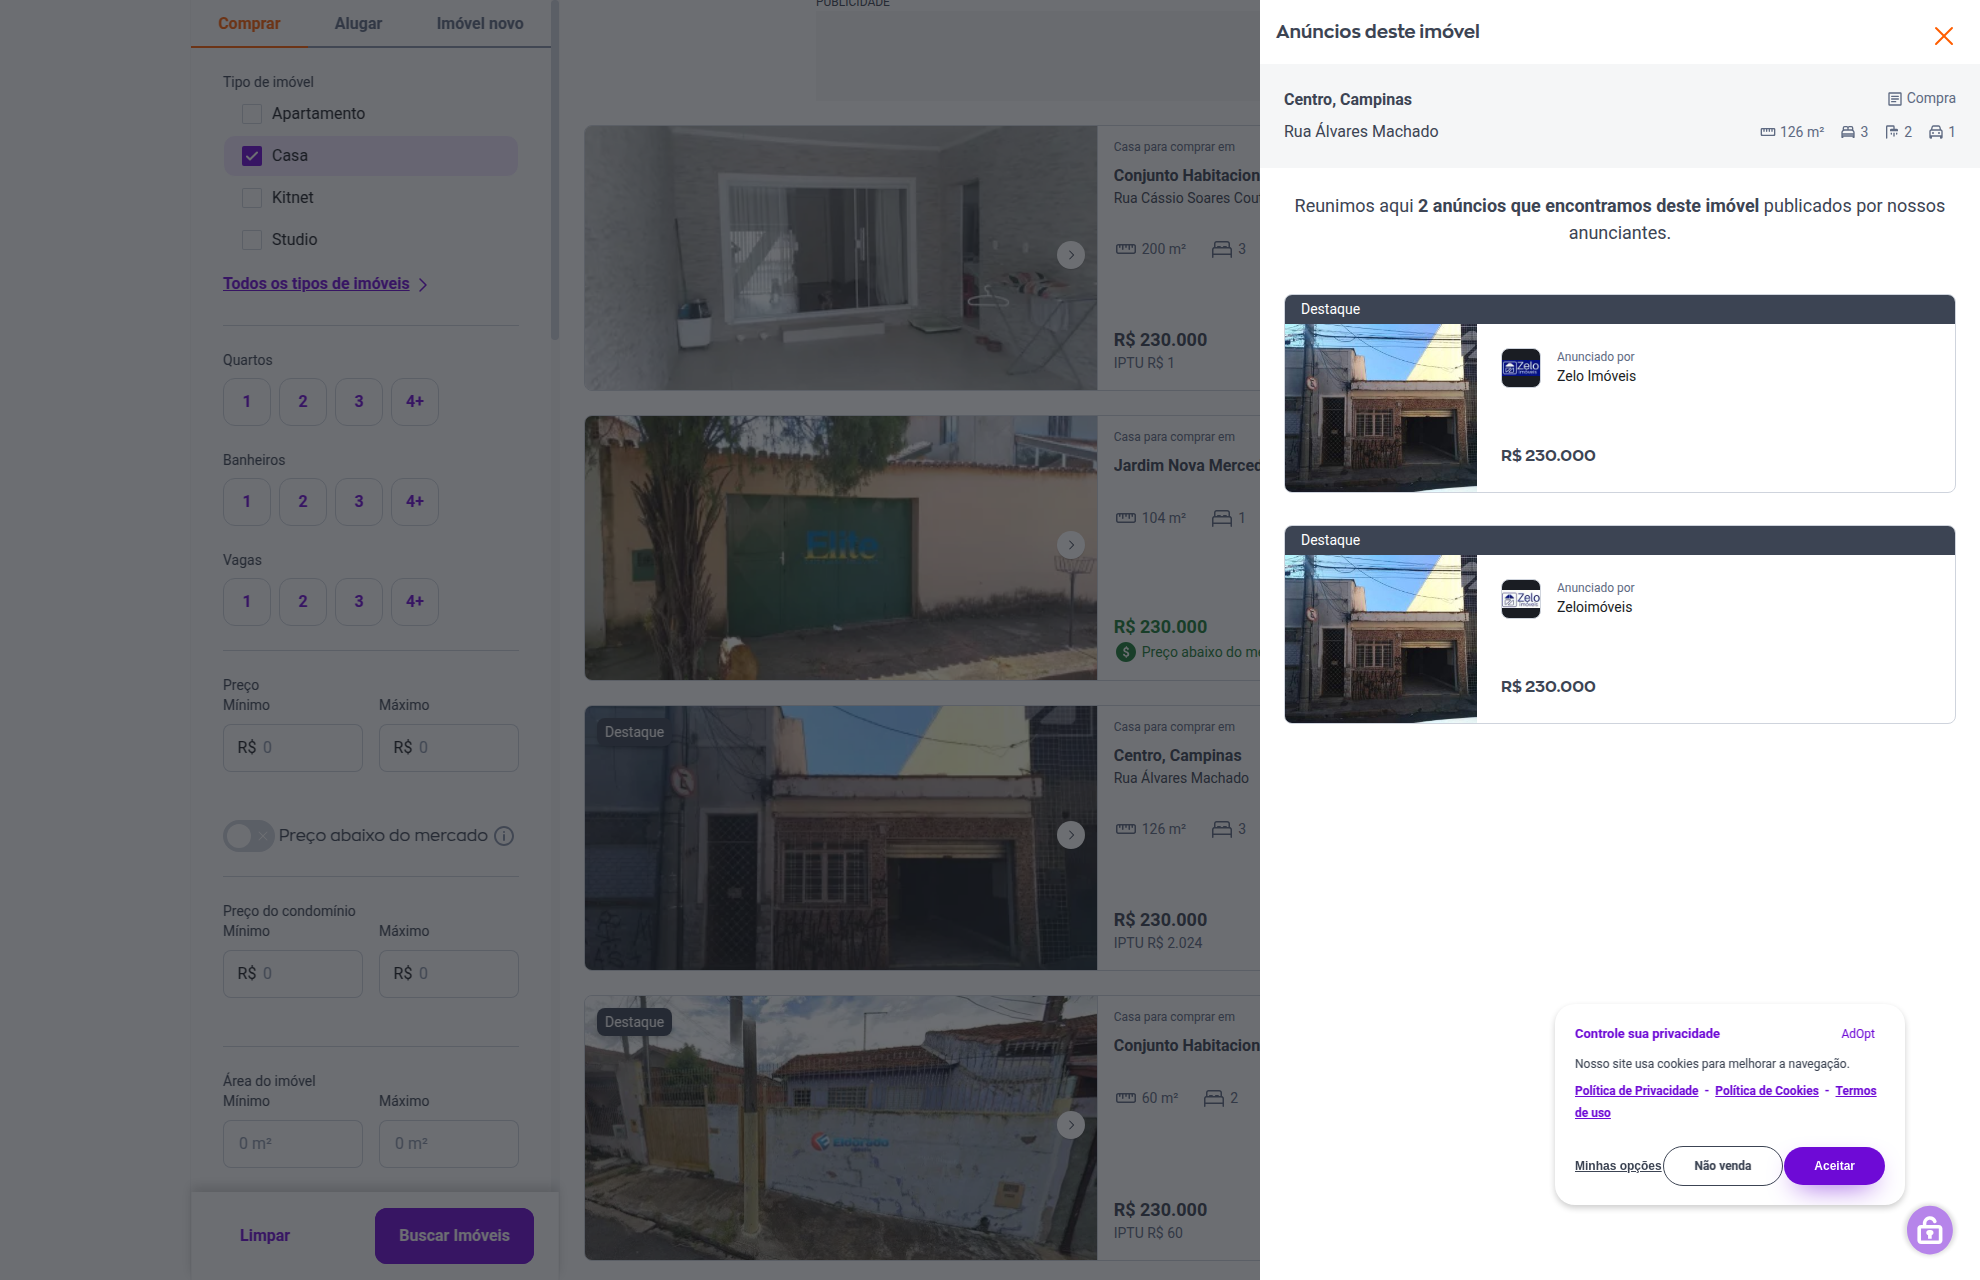 Comprar
Alugar
Imóvel novo
Tipo de imóvel
Apartamento
Casa
Kitnet
Studio
Todos os tipos de imóveis
Quartos
1 2 3 4+
Banheiros
1 2 3 4+
Vagas
1 2 3 4+
Preço
Mínimo Máximo
R$ 0 R$ 0
Preço abaixo do mercado
Preço do condomínio
Mínimo Máximo
R$ 0 R$ 0
Área do imóvel
Mínimo Máximo
0 m² 0 m²
Limpar
Buscar Imóveis
PUBLICIDADE
Casa para comprar em
Conjunto Habitacion
Rua Cássio Soares Cou
200 m² 3
R$ 230.000
IPTU R$ 1
Elite
Casa para comprar em
Jardim Nova Merced
104 m² 1
R$ 230.000
Preço abaixo do me
Destaque
Casa para comprar em
Centro, Campinas
Rua Álvares Machado
126 m² 3
R$ 230.000
IPTU R$ 2.024
Destaque
Eldorado
Casa para comprar em
Conjunto Habitacion
60 m² 2
R$ 230.000
IPTU R$ 60
Anúncios deste imóvel
Centro, Campinas
Compra
Rua Álvares Machado
126 m² 3 2 1
Reunimos aqui 2 anúncios que encontramos deste imóvel publicados por nossos
anunciantes.
Destaque
Zelo
Anunciado por
Zelo Imóveis
R$ 230.000
Destaque
Zelo
Anunciado por
Zeloimóveis
R$ 230.000
Controle sua privacidade
AdOpt
Nosso site usa cookies para melhorar a navegação.
Política de Privacidade - Política de Cookies - Termos
de uso
Minhas opções
Não venda
Aceitar